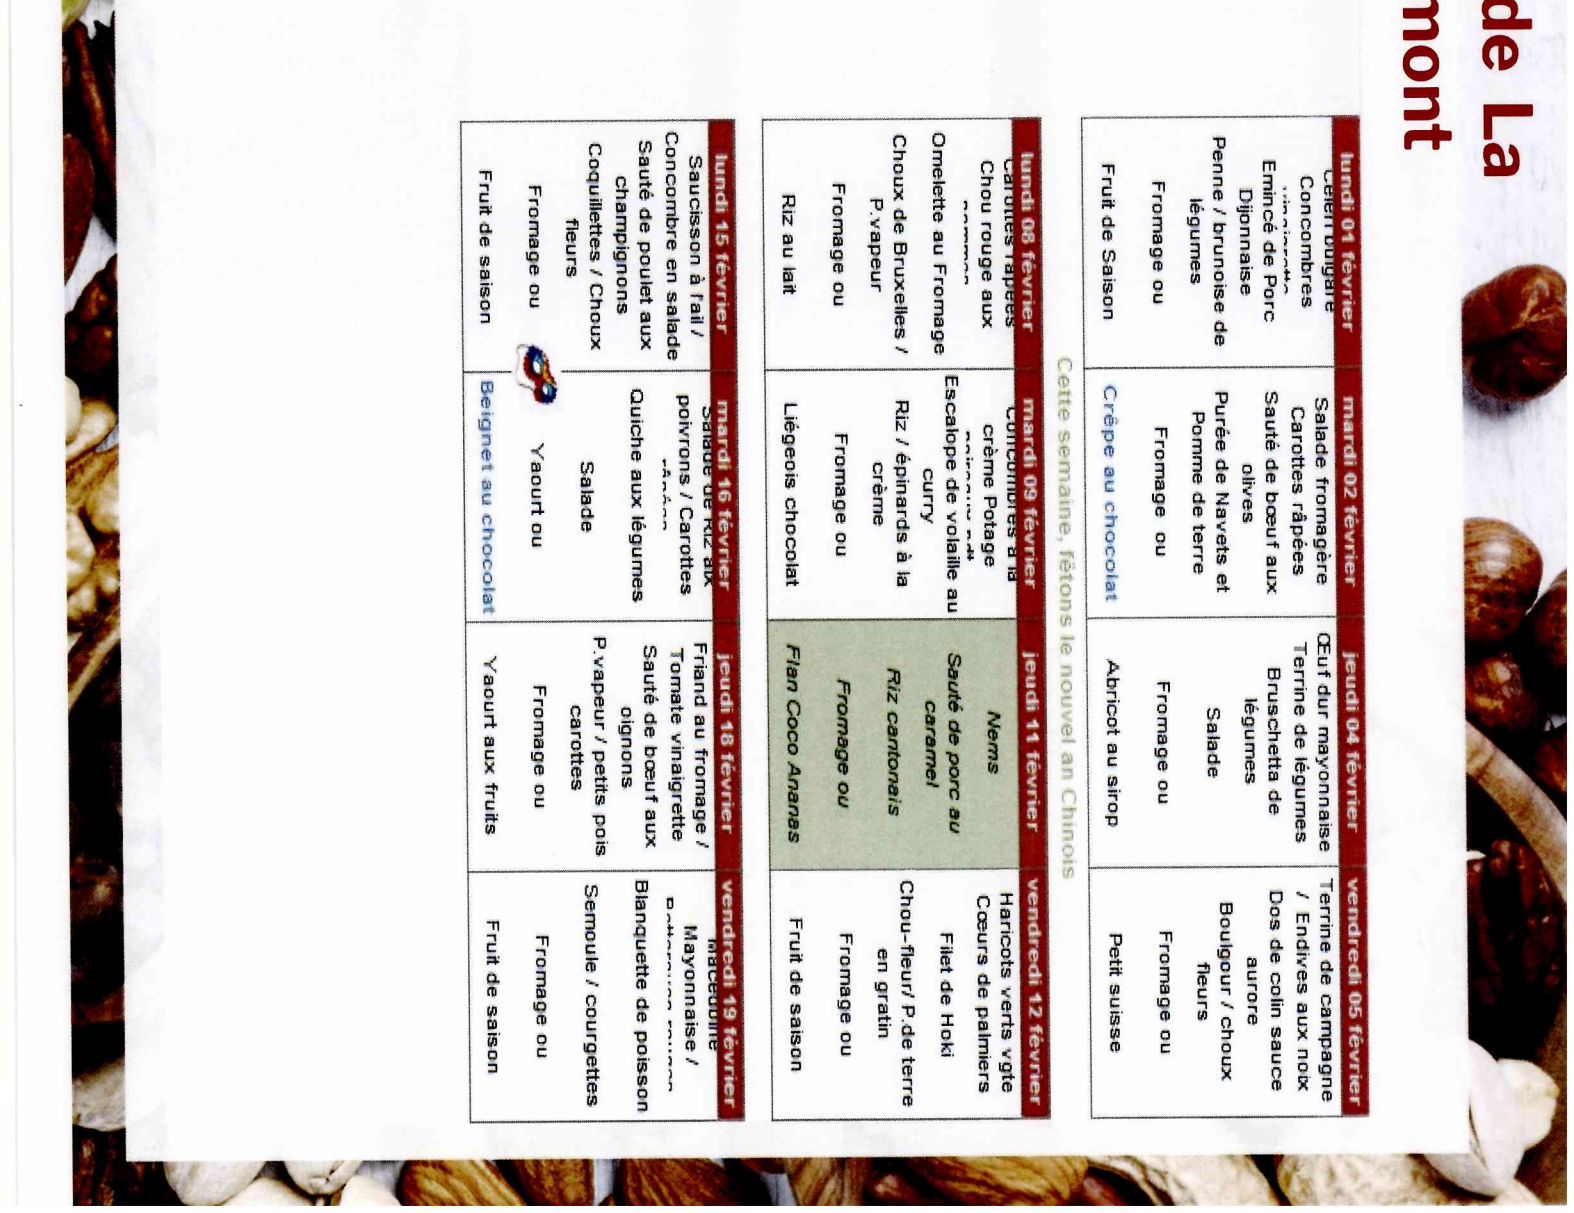 de La
mont
lundi 01 février
Concombres
Emincé de Porc
Dijonnaise
Penne / brunoise de
légumes
Fromage ou
Fruit de Saison
mardi 02 février
Salade fromagère
Carottes râpées
Sauté de bœuf aux
olives
Purée de Navets et
Pomme de terre
Fromage ou
Crêpe au chocolat
jeudi 04 février
Œuf dur mayonnaise
Terrine de légumes
Bruschetta de
légumes
Salade
Fromage ou
Abricot au sirop
vendredi 05 février
Terrine de campagne
/ Endives aux noix
Dos de colin sauce
aurore
Boulgour / choux
fleurs
Fromage ou
Petit suisse
Cette semaine, fêtons le nouvel an Chinois
lundi 08 février
Carottes râpées
Chou rouge aux
Omelette au Fromage
Choux de Bruxelles /
P.vapeur
Fromage ou
Riz au lait
mardi 09 février
Concombres à la
crème Potage
Escalope de volaille au
curry
Riz / épinards à la
crème
Fromage ou
Liégeois chocolat
jeudi 11 février
Nems
Sauté de porc au
caramel
Riz cantonais
Fromage ou
Flan Coco Ananas
vendredi 12 février
Haricots verts vgte
Cœurs de palmiers
Filet de Hoki
Chou-fleur/ P.de terre
en gratin
Fromage ou
Fruit de saison
lundi 15 février
Saucisson à l'ail /
Concombre en salade
Sauté de poulet aux
champignons
Coquillettes / Choux
fleurs
Fromage ou
Fruit de saison
mardi 16 février
Salade de Riz aux
poivrons / Carottes
Quiche aux légumes
Salade
Yaourt ou
Beignet au chocolat
jeudi 18 février
Friand au fromage /
Tomate vinaigrette
Sauté de bœuf aux
oignons
P.vapeur / petits pois
carottes
Fromage ou
Yaourt aux fruits
vendredi 19 février
Macédoine
Mayonnaise /
Blanquette de poisson
Semoule / courgettes
Fromage ou
Fruit de saison